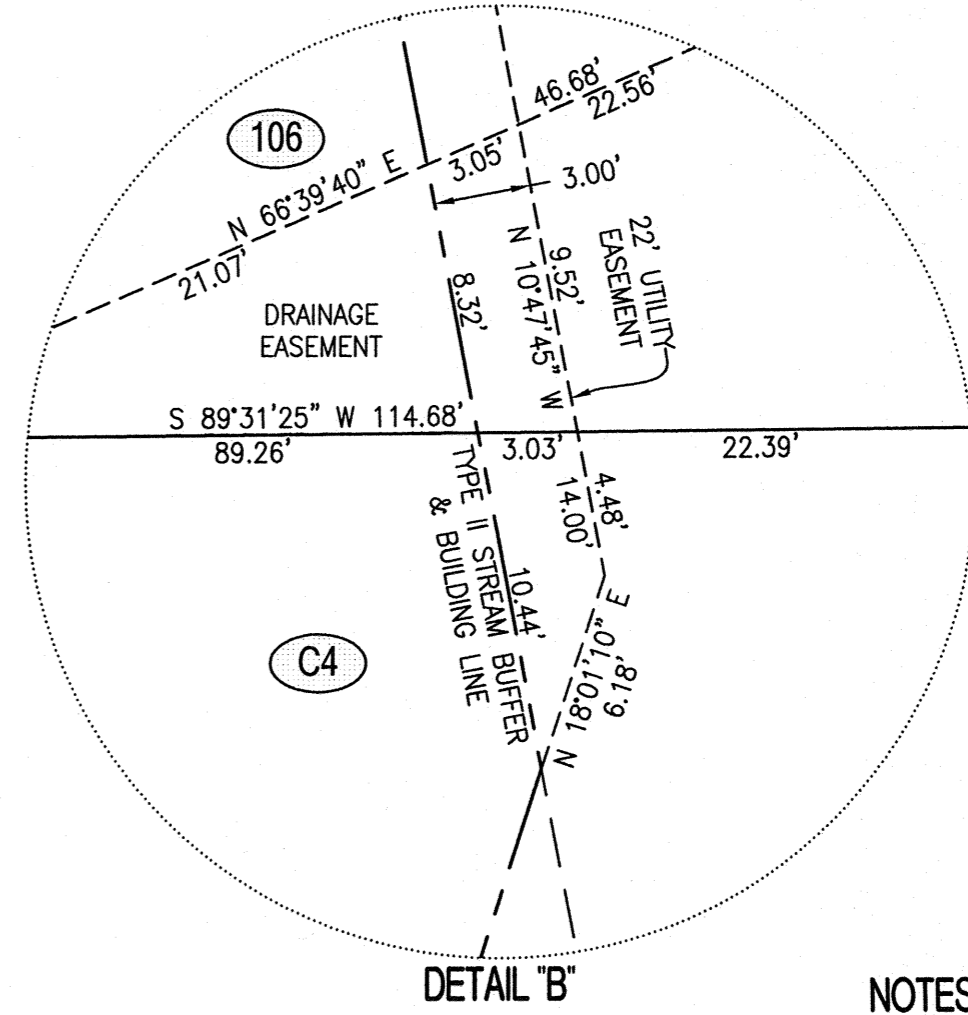 106
N 66°39'40" E
21.07'
46.68'
22.56'
3.05'
3.00'
N 10°47'45" W
9.52'
22' UTILITY
EASEMENT
8.32'
DRAINAGE
EASEMENT
S 89°31'25" W 114.68'
89.26'
3.03'
22.39'
4.48'
14.00'
TYPE II STREAM BUFFER
& BUILDING LINE
10.44'
N 18°01'10" E
6.18'
C4
DETAIL "B"
NOTES